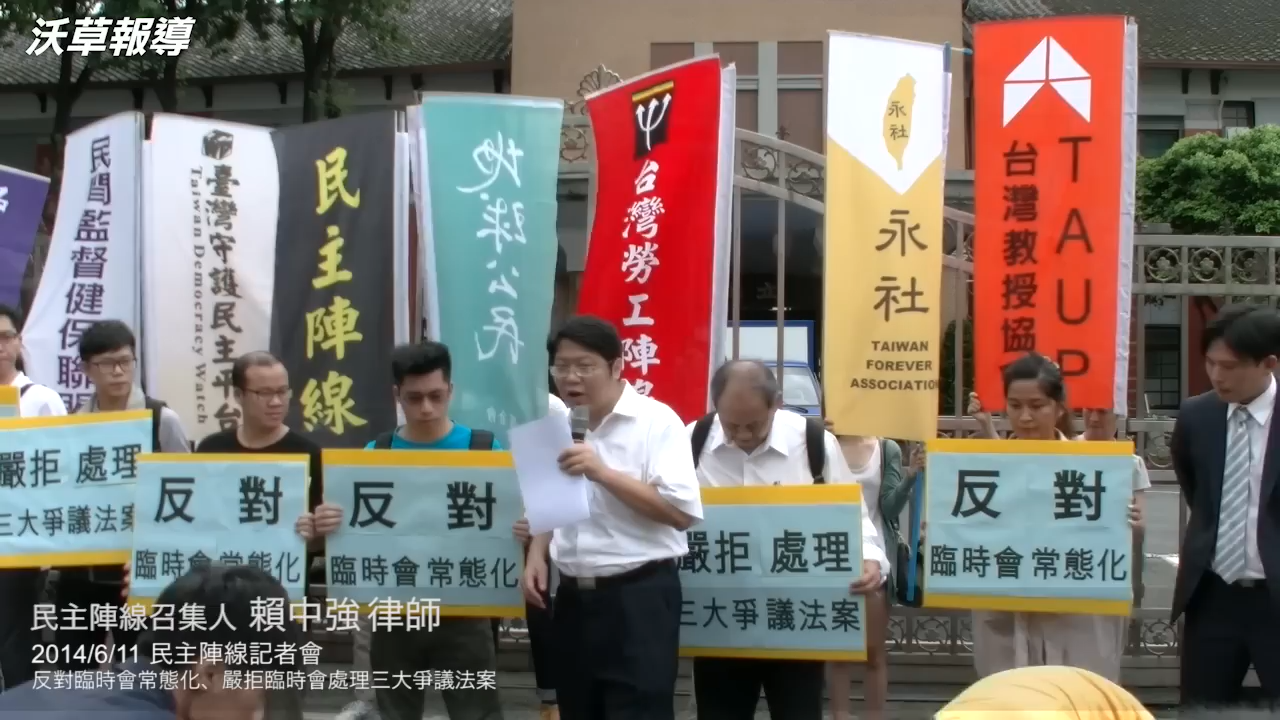 沃草報導
民間監督健保聯盟
臺灣守護民主平台
Taiwan Democracy Watch
民主陣線
地球公民
台灣勞工陣線
永社
永社
TAIWAN
FOREVER
ASSOCIATION
TAUP
台灣教授協
嚴拒 處理
三大爭議法案
反 對
臨時會常態化
反 對
臨時會常態化
嚴拒 處理
三大爭議法案
反 對
臨時會常態化
民主陣線召集人 賴中強 律師
2014/6/11 民主陣線記者會
反對臨時會常態化、嚴拒臨時會處理三大爭議法案